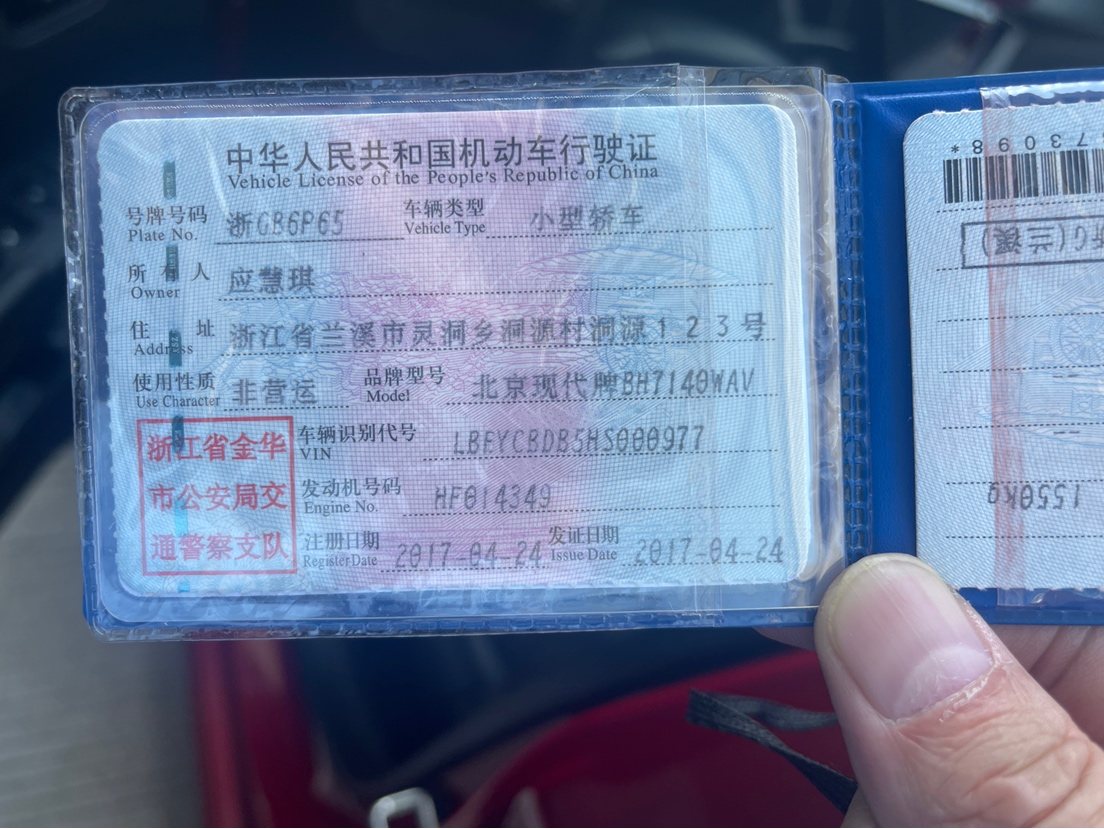 中华人民共和国机动车行驶证
Vehicle License of the People's Republic of China
号牌号码 浙GB6P65 车辆类型 小型轿车
Plate No. Vehicle Type
所有人 应慧琪
Owner
住址 浙江省兰溪市灵洞乡洞源村洞源123号
Address
使用性质 非营运 品牌型号 北京现代牌BH7140WAV
Use Character Model
浙江省金华
市公安局交
通警察支队
车辆识别代号 LBEYCBDB5HS000977
VIN
发动机号码 HF014349
Engine No.
注册日期 2017-04-24 发证日期 2017-04-24
Register Date Issue Date
73098*
G(兰溪)
1550kg